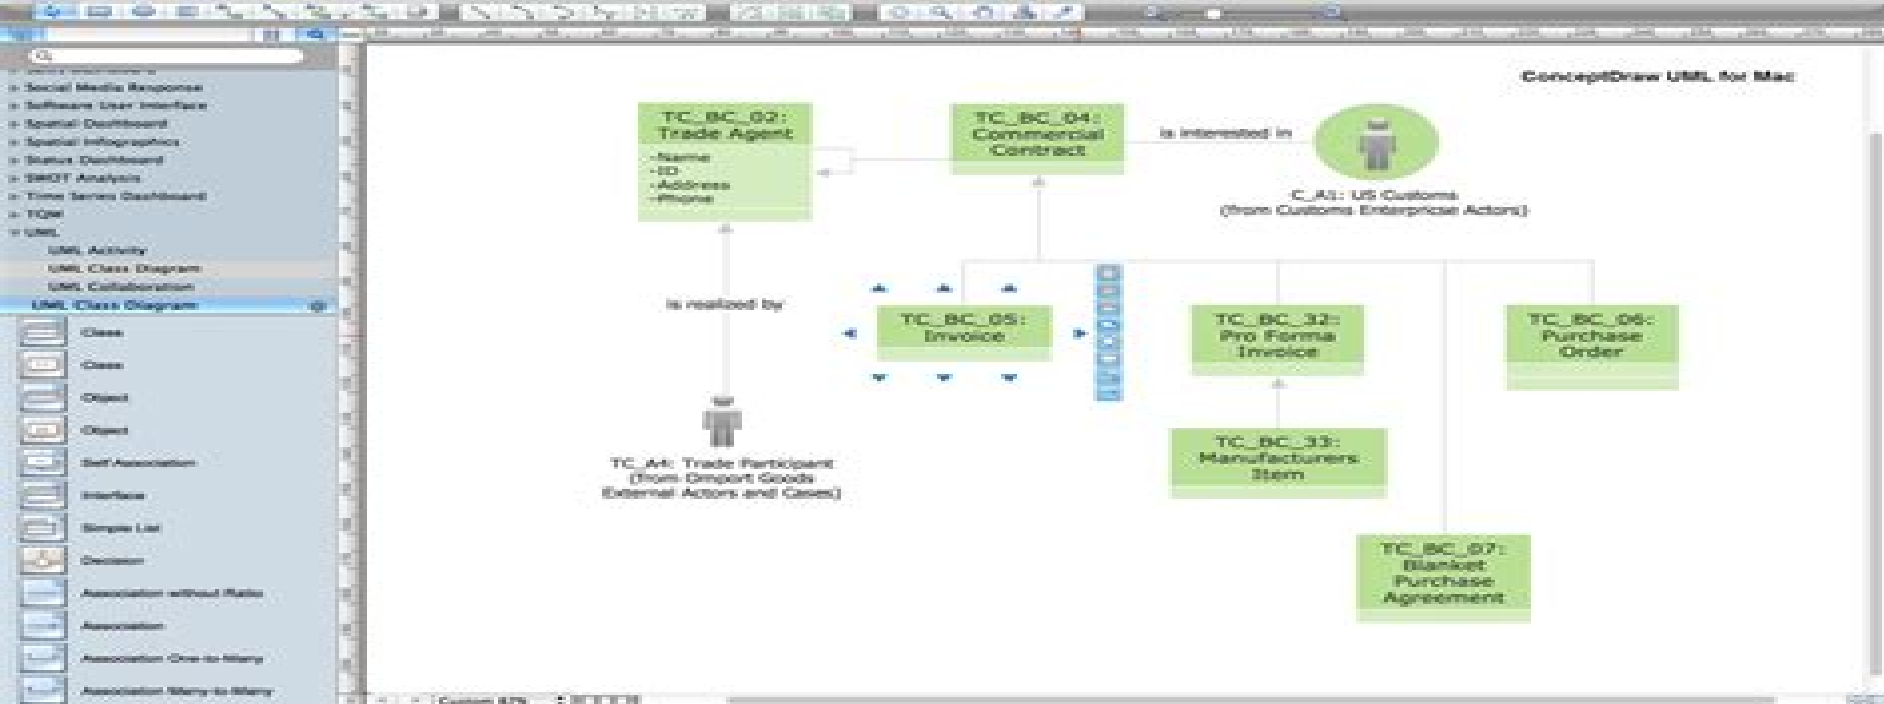 Social Media Response
Software User Interface
Spatial Dashboard
Spatial Infographics
Status Dashboard
SWOT Analysis
Time Series Dashboard
TQM
UML
UML Activity
UML Class Diagram
UML Collaboration
UML Class Diagram
Class
Class
Object
Object
Self Association
Interface
Simple List
Decision
Association without Ratio
Association
Association One-to-Many
Association Many-to-Many
ConceptDraw UML for Mac
TC_BC_02:
Trade Agent
-Name
-ID
-Address
-Phone
TC_BC_04:
Commercial
Contract
is interested in
C_A1: US Customs
(from Customs Enterpricse Actors)
is realized by
TC_BC_05:
Invoice
TC_BC_32:
Pro Forma
Invoice
TC_BC_06:
Purchase
Order
TC_A4: Trade Participant
(from Omport Goods
External Actors and Cases)
TC_BC_33:
Manufacturers
Item
TC_BC_07:
Blanket
Purchase
Agreement
Custom 87%